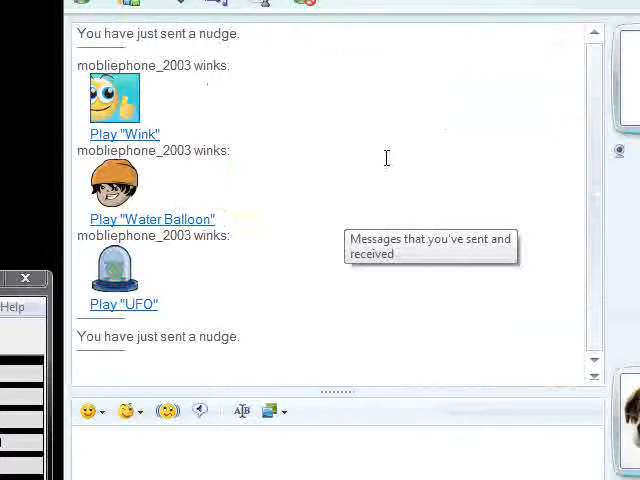 You have just sent a nudge.
mobliephone_2003 winks:
Play "Wink"
mobliephone_2003 winks:
Play "Water Balloon"
mobliephone_2003 winks:
Messages that you've sent and
received
Play "UFO"
Help
You have just sent a nudge.